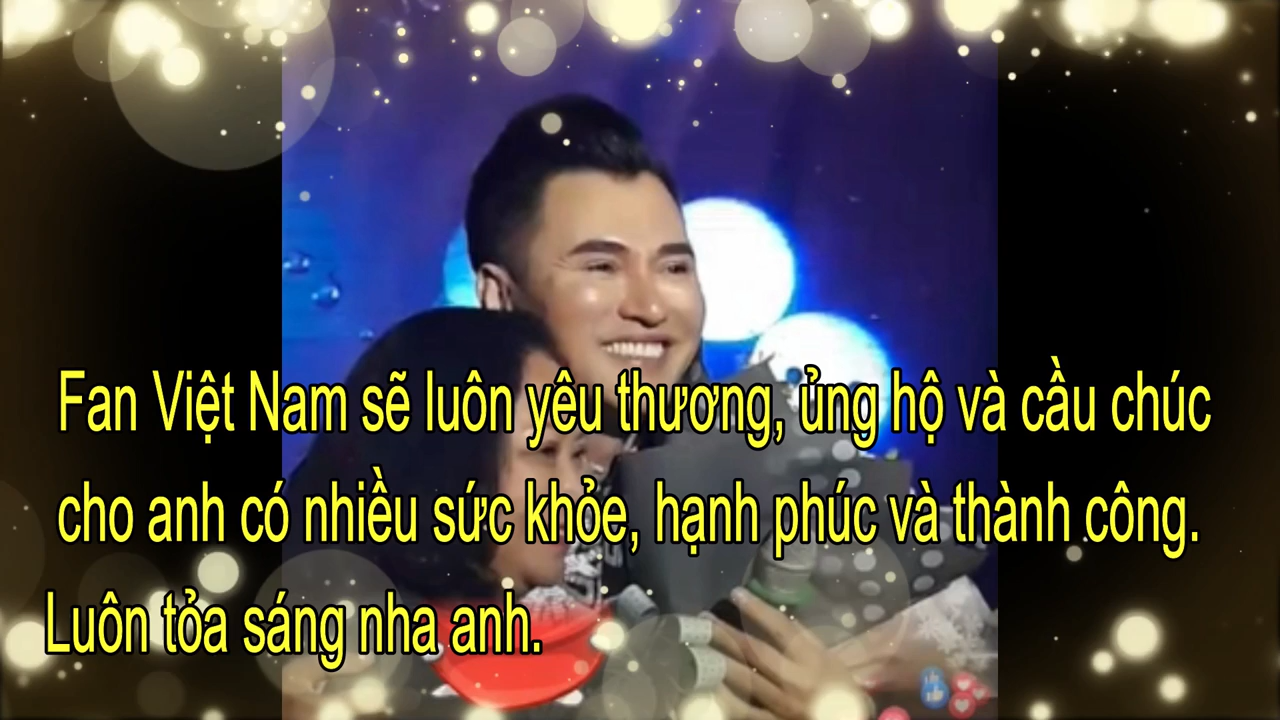 Fan Việt Nam sẽ luôn yêu thương, ủng hộ và cầu chúc
cho anh có nhiều sức khỏe, hạnh phúc và thành công.
Luôn tỏa sáng nha anh.